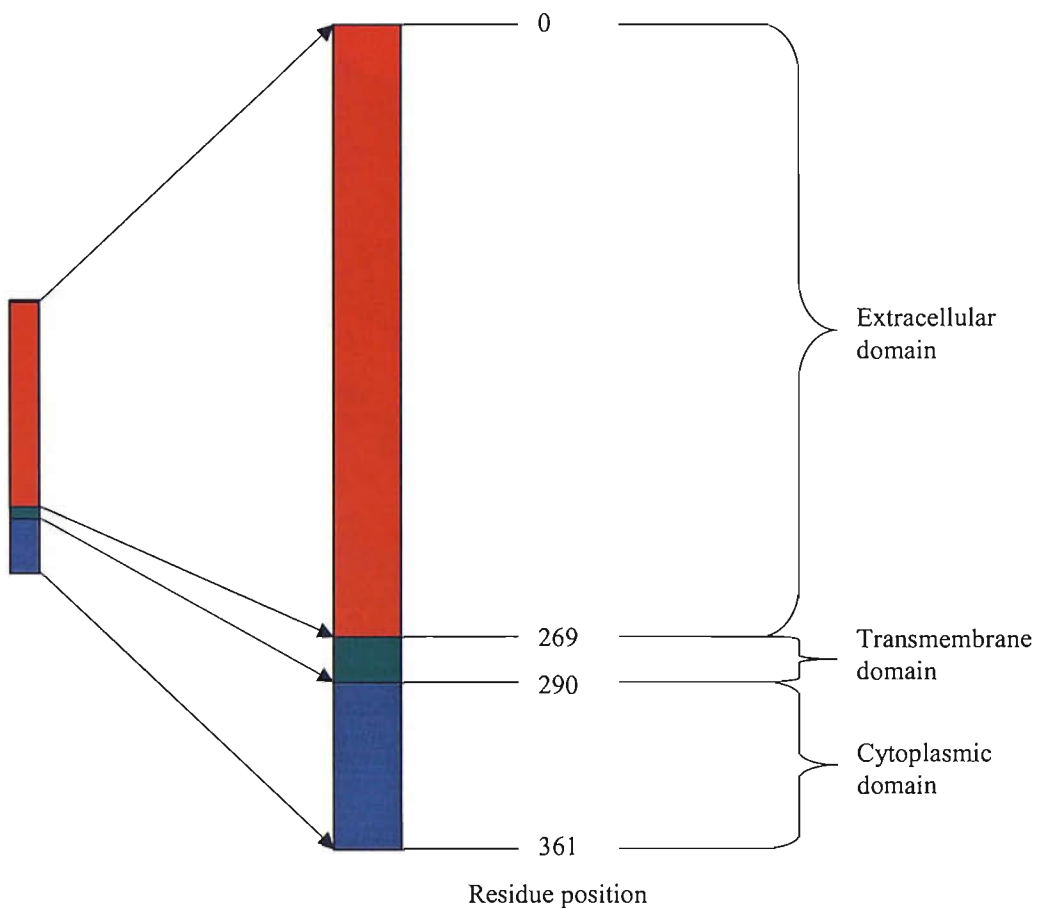 0
Extracellular
domain
269
Transmembrane
domain
290
Cytoplasmic
domain
361
Residue position